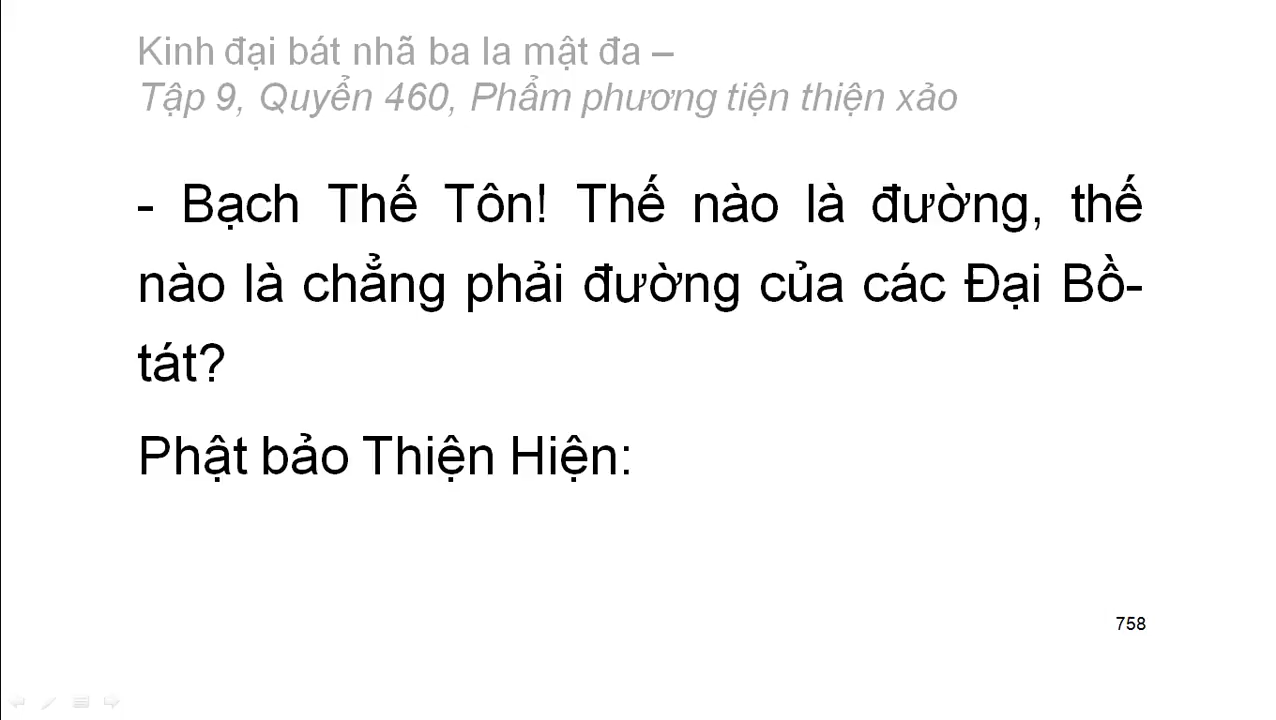 Kinh đại bát nhã ba la mật đa –
Tập 9, Quyển 460, Phẩm phương tiện thiện xảo
- Bạch Thế Tôn! Thế nào là đường, thế
nào là chẳng phải đường của các Đại Bồ-
tát?
Phật bảo Thiện Hiện:
758